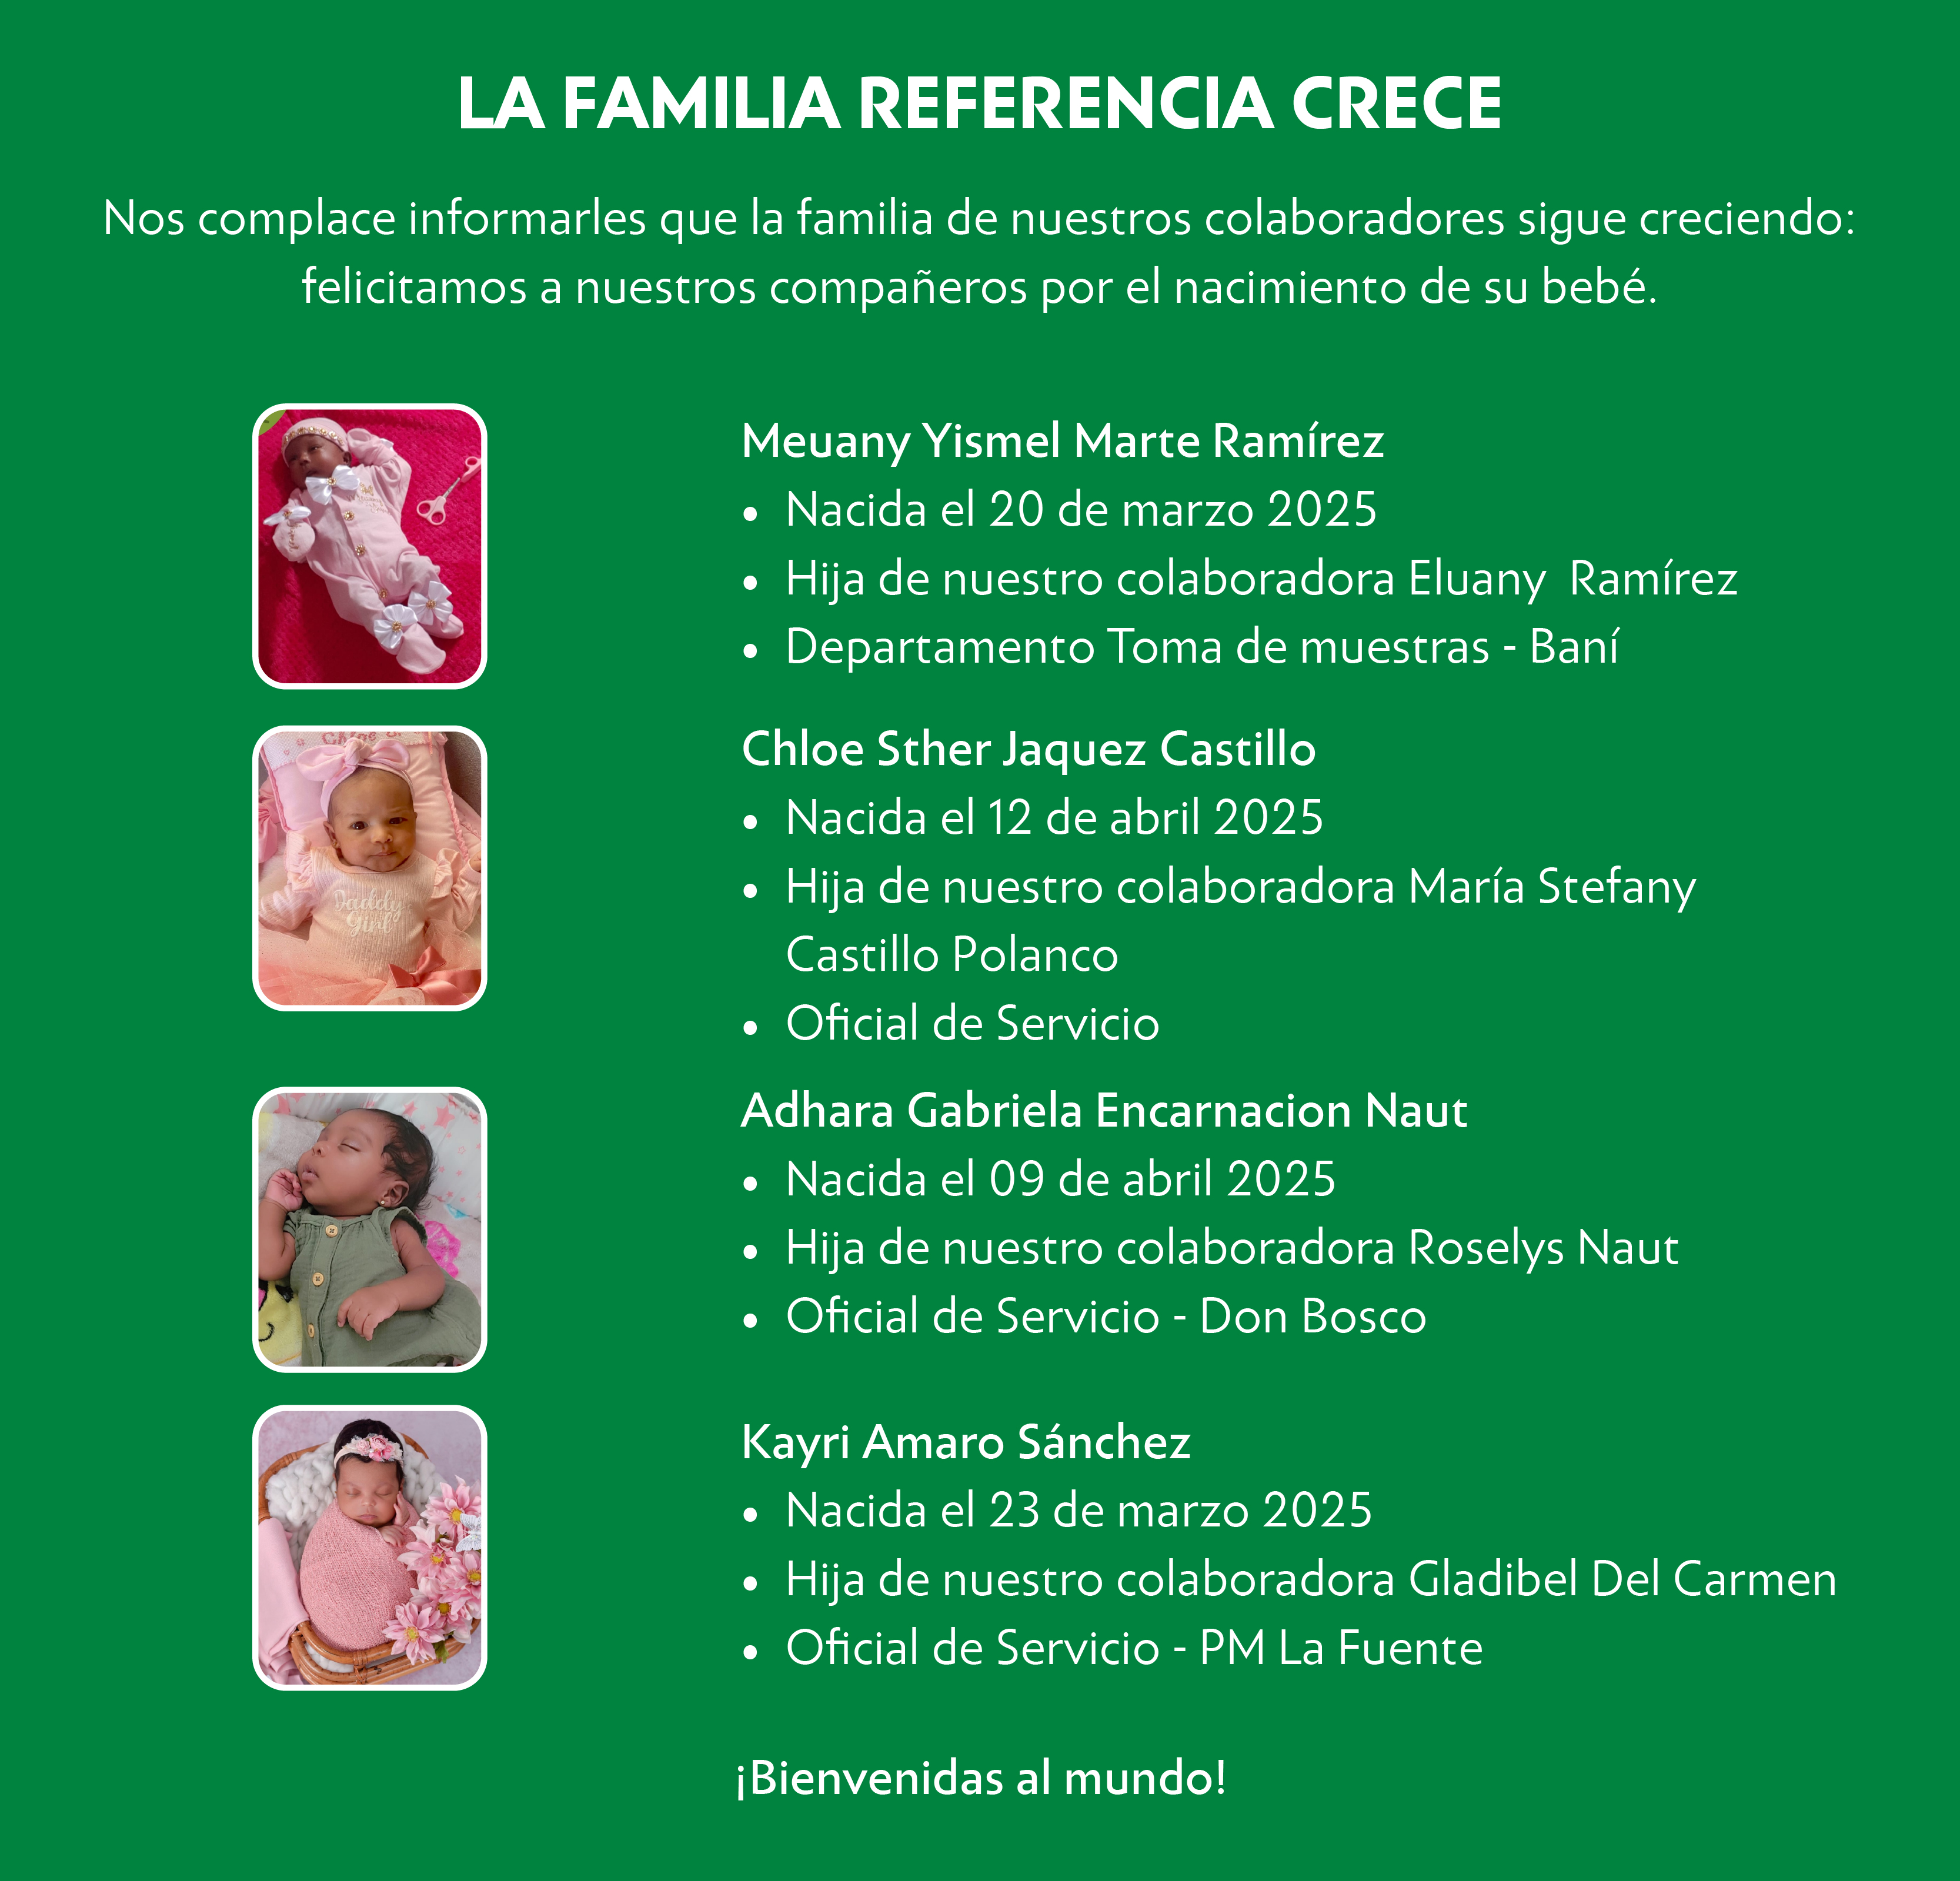 LA FAMILIA REFERENCIA CRECE
Nos complace informarles que la familia de nuestros colaboradores sigue creciendo:
felicitamos a nuestros compañeros por el nacimiento de su bebé.
Meuany Yismel Marte Ramírez
• Nacida el 20 de marzo 2025
• Hija de nuestro colaboradora Eluany  Ramírez
• Departamento Toma de muestras - Baní
Chloe S.
Daddy's
Girl
Chloe Sther Jaquez Castillo
• Nacida el 12 de abril 2025
• Hija de nuestro colaboradora María Stefany
Castillo Polanco
• Oficial de Servicio
Adhara Gabriela Encarnacion Naut
• Nacida el 09 de abril 2025
• Hija de nuestro colaboradora Roselys Naut
• Oficial de Servicio - Don Bosco
Kayri Amaro Sánchez
• Nacida el 23 de marzo 2025
• Hija de nuestro colaboradora Gladibel Del Carmen
• Oficial de Servicio - PM La Fuente
¡Bienvenidas al mundo!